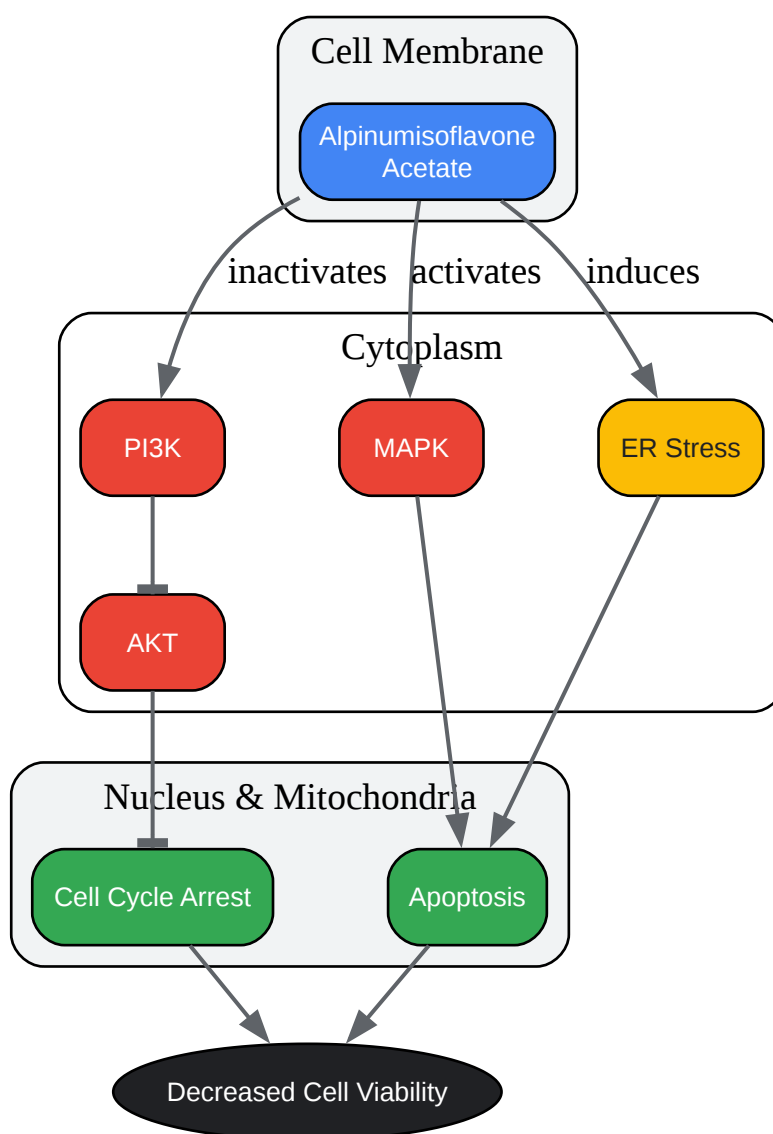 Cell Membrane
Alpinumisoflavone
Acetate
inactivates
activates
induces
Cytoplasm
PI3K
MAPK
ER Stress
AKT
Nucleus & Mitochondria
Cell Cycle Arrest
Apoptosis
Decreased Cell Viability